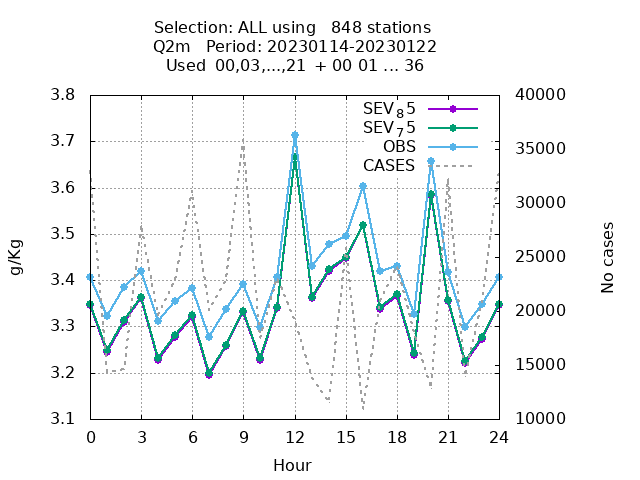 Selection: ALL using   848 stations
Q2m   Period: 20230114-20230122
Used  00,03,...,21  + 00 01 ... 36
3.8
3.7
3.6
3.5
3.4
3.3
3.2
3.1
g/Kg
SEV₈5
SEV₇5
OBS
CASES
40000
35000
30000
25000
20000
15000
10000
No cases
0 3 6 9 12 15 18 21 24
Hour